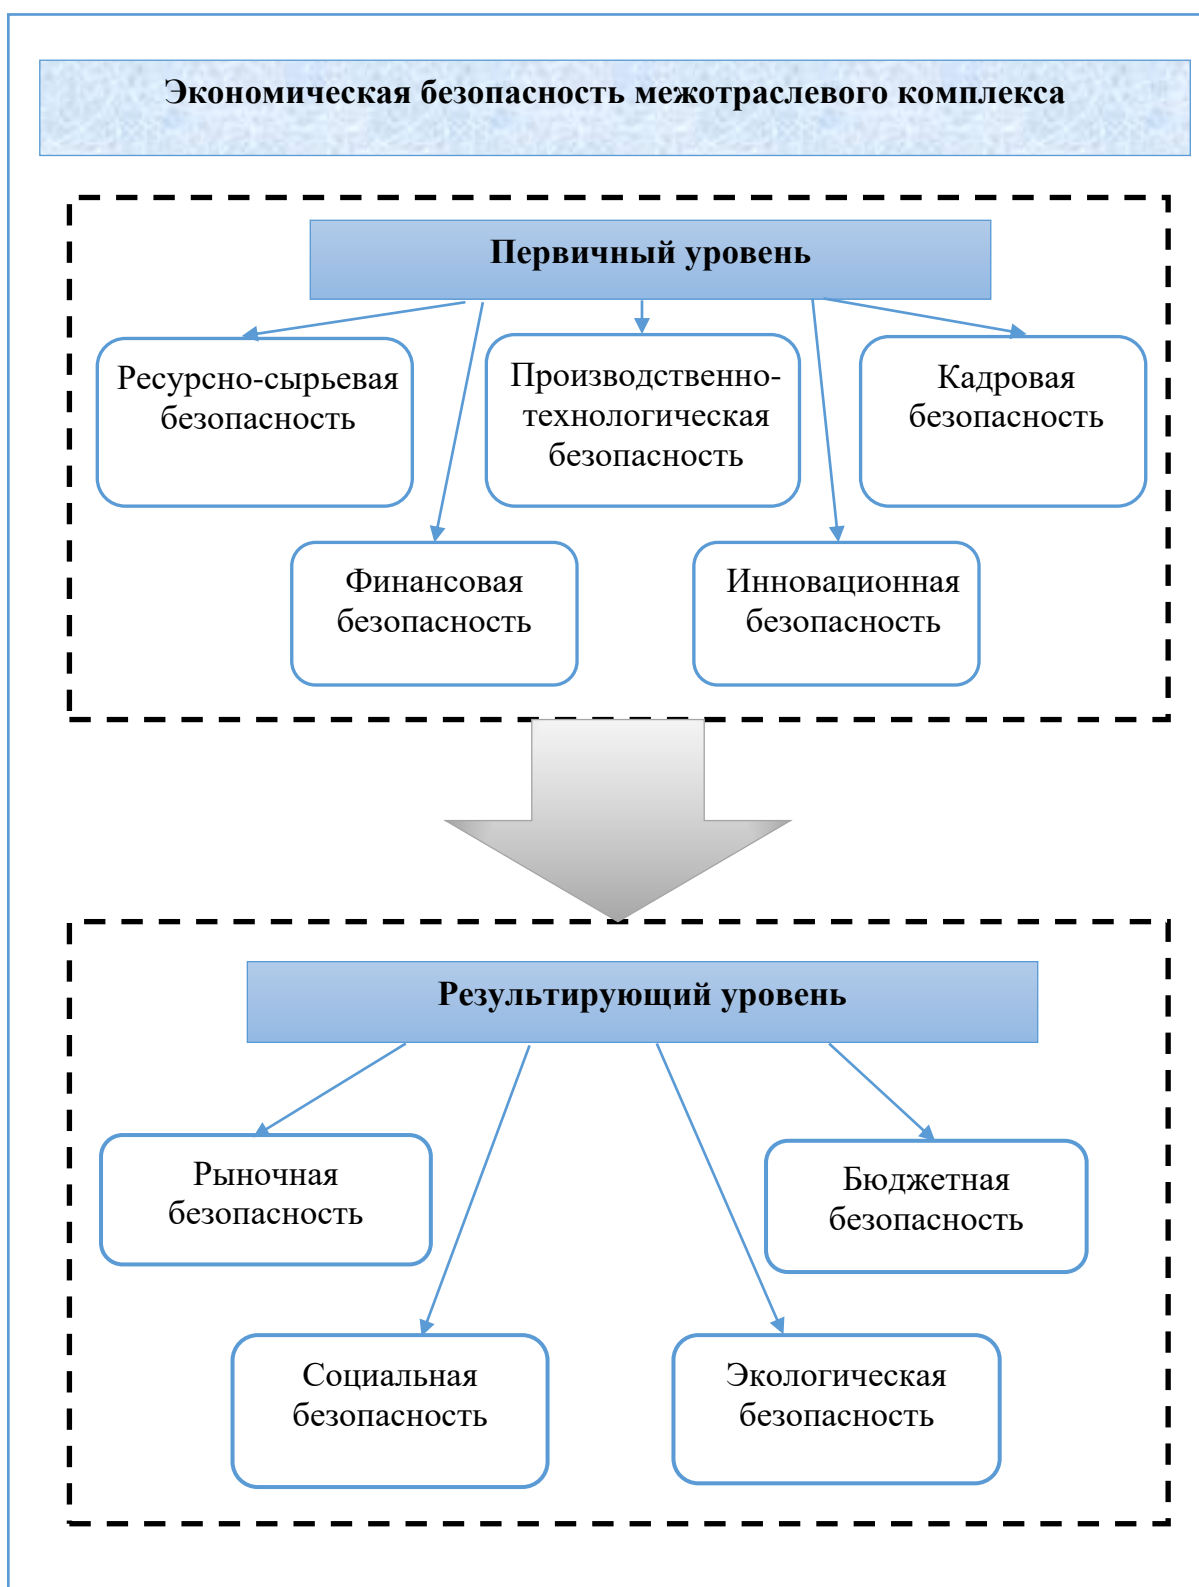 Экономическая безопасность межотраслевого комплекса
Первичный уровень
Ресурсно-сырьевая
безопасность
Производственно-
технологическая
безопасность
Кадровая
безопасность
Финансовая
безопасность
Инновационная
безопасность
Результирующий уровень
Рыночная
безопасность
Бюджетная
безопасность
Социальная
безопасность
Экологическая
безопасность